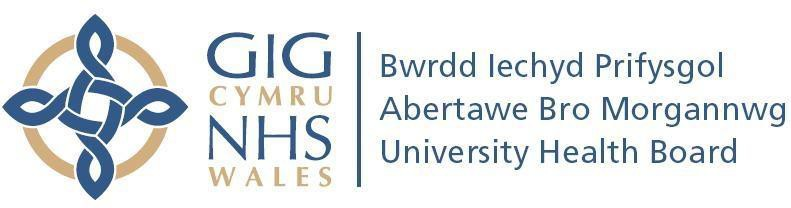 GIG
CYMRU
NHS
WALES
Bwrdd Iechyd Prifysgol
Abertawe Bro Morgannwg
University Health Board